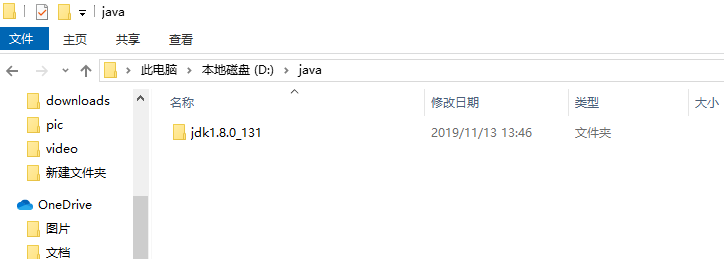 java
文件 主页 共享 查看
此电脑 本地磁盘 (D:) java
downloads
pic
video
新建文件夹
OneDrive
图片
文档
名称 修改日期 类型 大小
jdk1.8.0_131 2019/11/13 13:46 文件夹